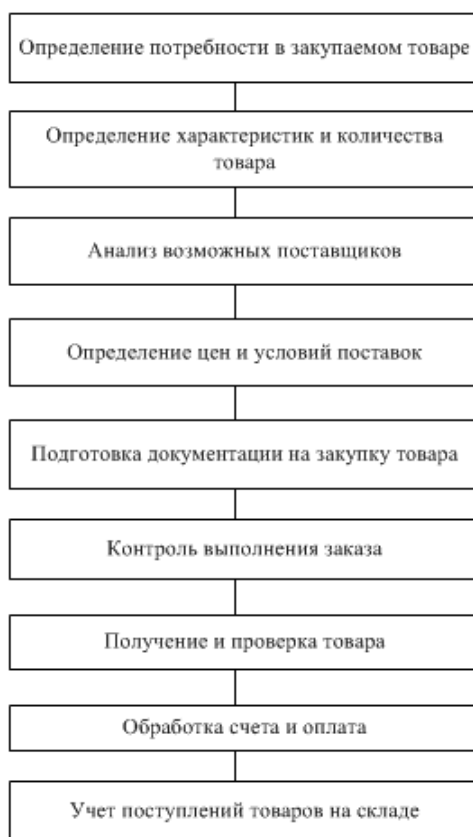 Определение потребности в закупаемом товаре
Определение характеристик и количества
товара
Анализ возможных поставщиков
Определение цен и условий поставок
Подготовка документации на закупку товара
Контроль выполнения заказа
Получение и проверка товара
Обработка счета и оплата
Учет поступлений товаров на складе